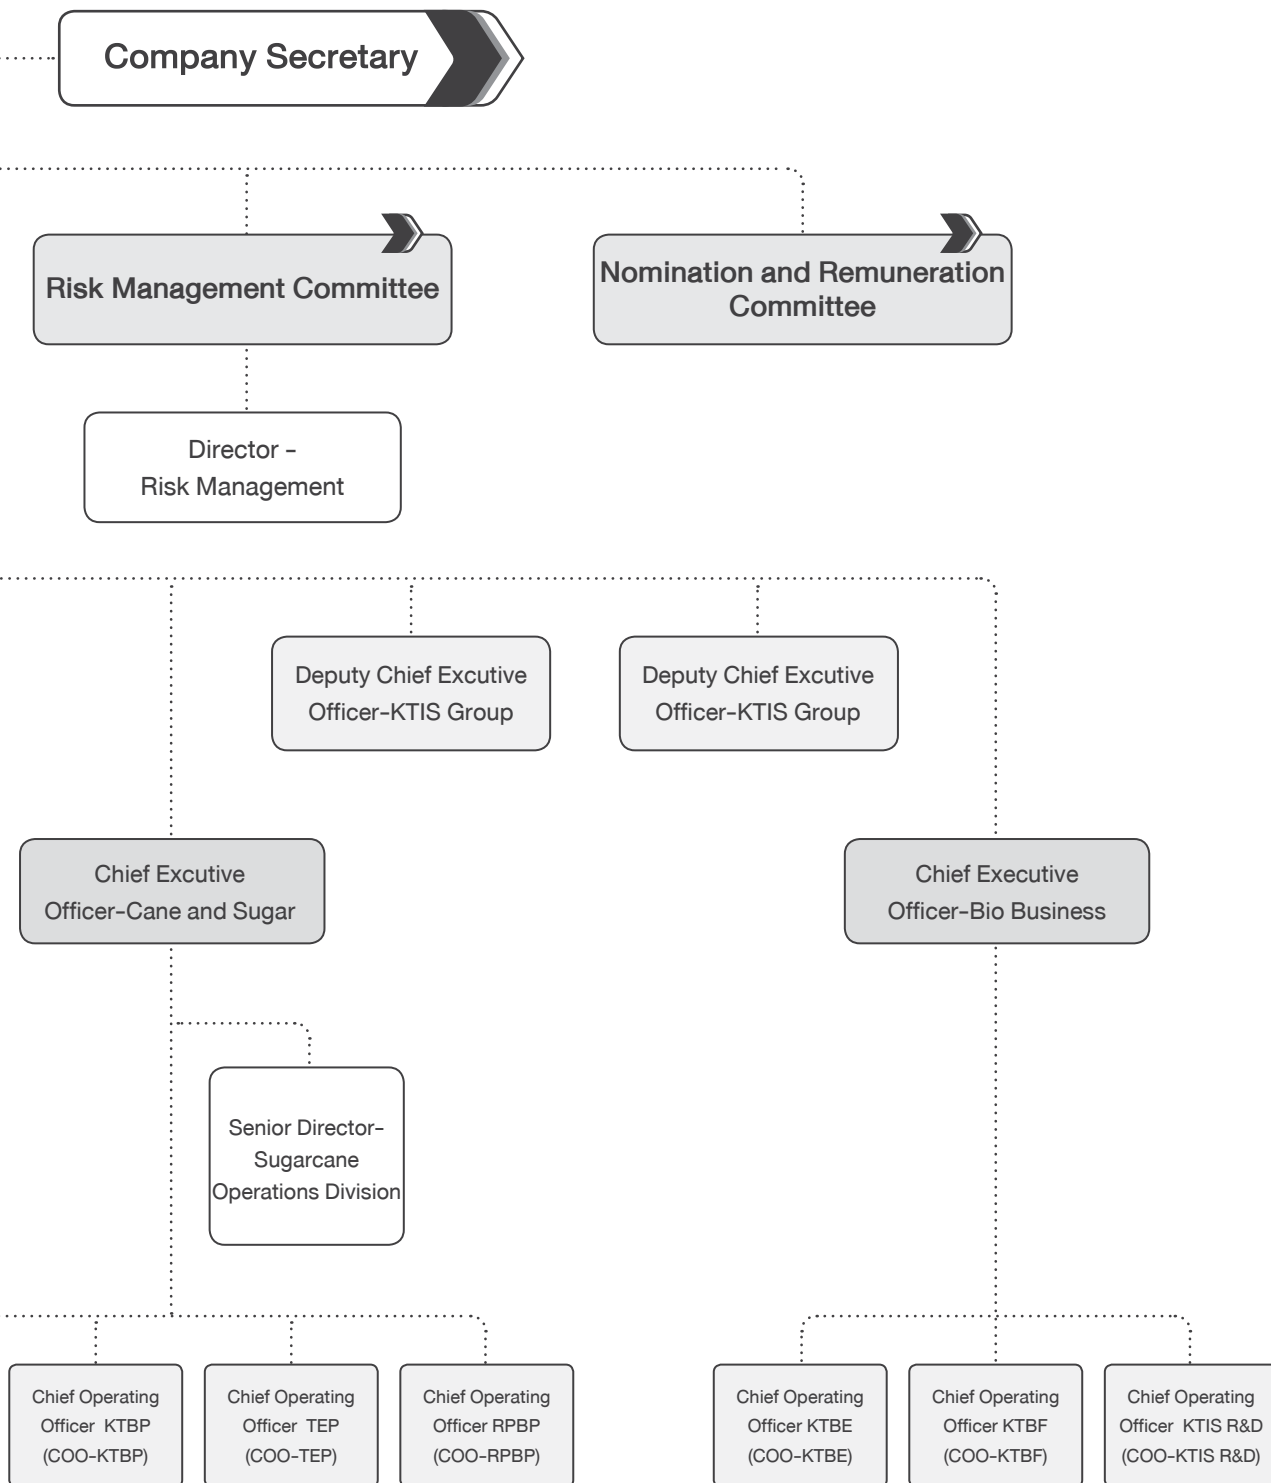 Company Secretary
Risk Management Committee
Nomination and Remuneration
Committee
Director -
Risk Management
Deputy Chief Excutive
Officer-KTIS Group
Deputy Chief Excutive
Officer-KTIS Group
Chief Excutive
Officer-Cane and Sugar
Chief Executive
Officer-Bio Business
Senior Director-
Sugarcane
Operations Division
Chief Operating
Officer KTBP
(COO-KTBP)
Chief Operating
Officer TEP
(COO-TEP)
Chief Operating
Officer RPBP
(COO-RPBP)
Chief Operating
Officer KTBE
(COO-KTBE)
Chief Operating
Officer KTBF
(COO-KTBF)
Chief Operating
Officer KTIS R&D
(COO-KTIS R&D)